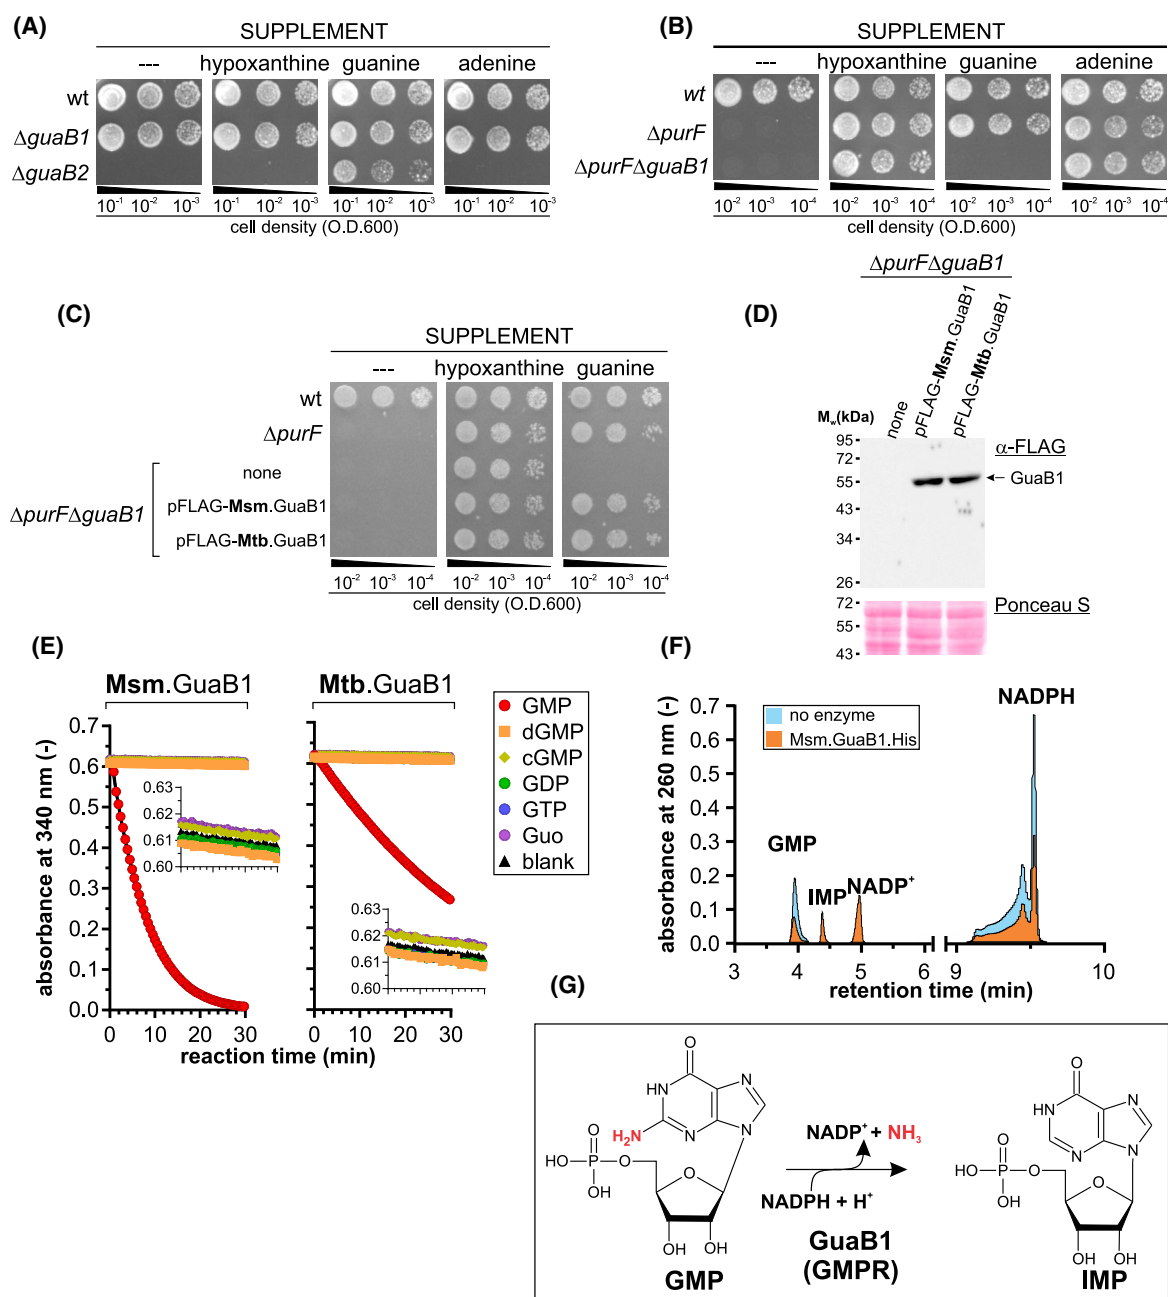 (A)
SUPPLEMENT
--- hypoxanthine guanine adenine
wt
ΔguaB1
ΔguaB2
10⁻¹ 10⁻² 10⁻³ 10⁻¹ 10⁻² 10⁻³ 10⁻¹ 10⁻² 10⁻³ 10⁻¹ 10⁻² 10⁻³
cell density (O.D.600)
(B)
SUPPLEMENT
--- hypoxanthine guanine adenine
wt
ΔpurF
ΔpurFΔguaB1
10⁻² 10⁻³ 10⁻⁴ 10⁻² 10⁻³ 10⁻⁴ 10⁻² 10⁻³ 10⁻⁴ 10⁻² 10⁻³ 10⁻⁴
cell density (O.D.600)
(C)
SUPPLEMENT
--- hypoxanthine guanine
wt
ΔpurF
none
ΔpurFΔguaB1
pFLAG-Msm.GuaB1
pFLAG-Mtb.GuaB1
10⁻² 10⁻³ 10⁻⁴ 10⁻² 10⁻³ 10⁻⁴ 10⁻² 10⁻³ 10⁻⁴
cell density (O.D.600)
(D)
ΔpurFΔguaB1
none
pFLAG-Msm.GuaB1
pFLAG-Mtb.GuaB1
Mw(kDa)
95
72
55
43
34
26
α-FLAG
GuaB1
72
55
43
Ponceau S
(E)
Msm.GuaB1 Mtb.GuaB1
absorbance at 340 nm (-)
0.7
0.6
0.5
0.4
0.3
0.2
0.1
0.0
0.63
0.62
0.61
0.60
0.63
0.62
0.61
0.60
0 10 20 30 0 10 20 30
reaction time (min)
GMP
dGMP
cGMP
GDP
GTP
Guo
blank
(F)
absorbance at 260 nm (-)
0.7
0.6
0.5
0.4
0.3
0.2
0.1
0.0
no enzyme
Msm.GuaB1.His
NADPH
GMP
IMP
NADP⁺
3 4 5 6 9 10
retention time (min)
(G)
O
HN
N
N
N
H₂N
O
HO P O
OH
O
OH OH
GMP
NADP⁺ + NH₃
NADPH + H⁺
GuaB1
(GMPR)
O
HN
N
N
N
O
HO P O
OH
O
OH OH
IMP